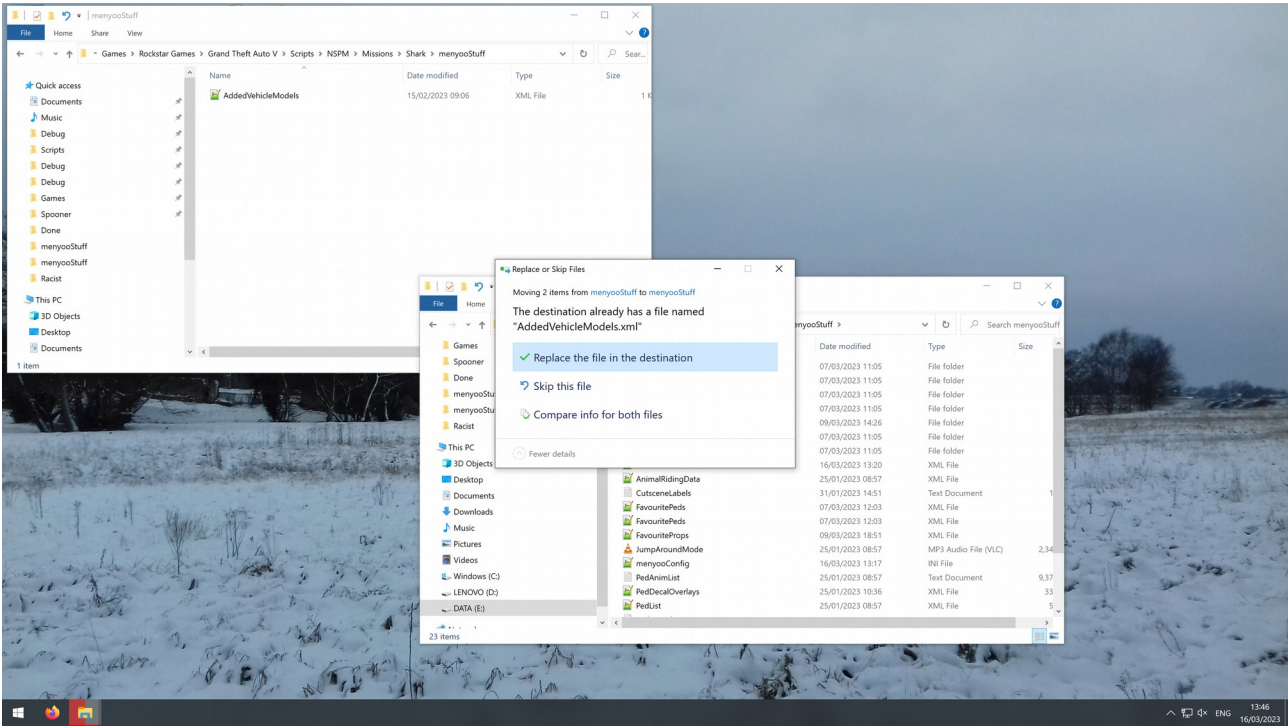 menyooStuff
File Home Share View
Games > Rockstar Games > Grand Theft Auto V > Scripts > NSPM > Missions > Shark > menyooStuff
Sear...
Name Date modified Type Size
AddedVehicleModels 15/02/2023 09:06 XML File 1 K
Quick access
Documents
Music
Debug
Scripts
Debug
Debug
Games
Spooner
Done
menyooStuff
menyooStuff
Racist
This PC
3D Objects
Desktop
Documents
1 item
Replace or Skip Files
Moving 2 items from menyooStuff to menyooStuff
The destination already has a file named
"AddedVehicleModels.xml"
Replace the file in the destination
Skip this file
Compare info for both files
Fewer details
File Home
enyooStuff >
Search menyooStuff
Date modified Type Size
Games
Spooner
Done
menyooStu
menyooStu
Racist
This PC
3D Objects
Desktop
Documents
Downloads
Music
Pictures
Videos
Windows (C:)
LENOVO (D:)
DATA (E:)
07/03/2023 11:05 File folder
07/03/2023 11:05 File folder
07/03/2023 11:05 File folder
07/03/2023 11:05 File folder
09/03/2023 14:26 File folder
07/03/2023 11:05 File folder
07/03/2023 11:05 File folder
16/03/2023 13:20 XML File
AnimalRidingData 25/01/2023 08:57 XML File
CutsceneLabels 31/01/2023 14:51 Text Document 1
FavouritePeds 07/03/2023 12:03 XML File
FavouritePeds 07/03/2023 12:03 XML File
FavouriteProps 09/03/2023 18:51 XML File
JumpAroundMode 25/01/2023 08:57 MP3 Audio File (VLC) 2,34
menyooConfig 16/03/2023 13:17 INI File
PedAnimList 25/01/2023 08:57 Text Document 9,37
PedDecalOverlays 25/01/2023 10:36 XML File 33
PedList 25/01/2023 08:57 XML File 5
23 items
ENG
13:46
16/03/2023